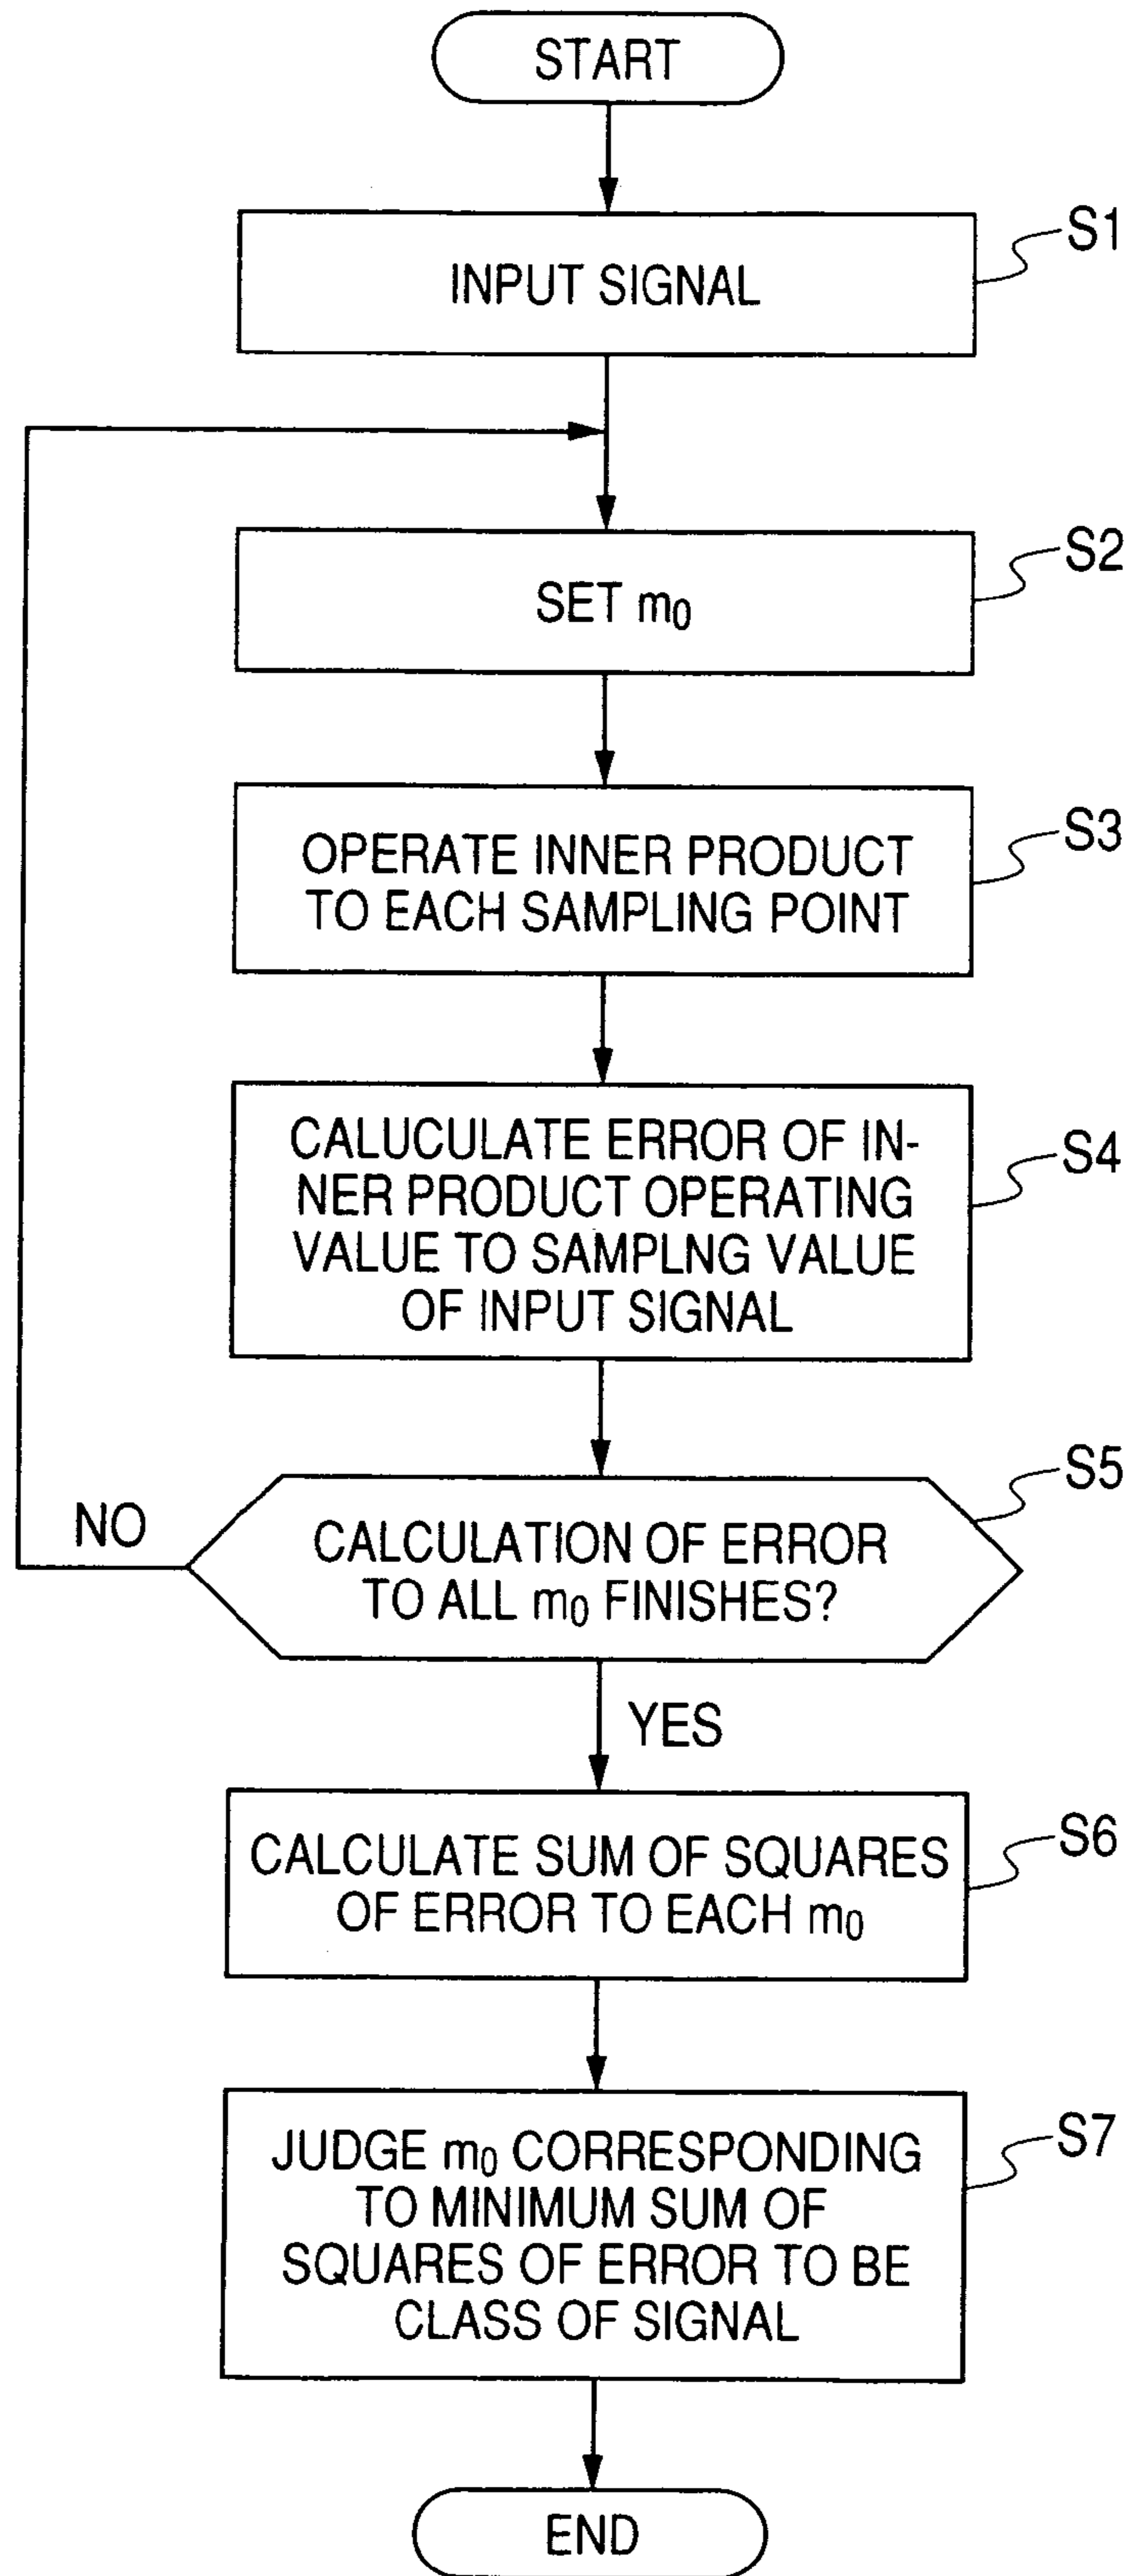 START
S1
INPUT SIGNAL
S2
SET m₀
S3
OPERATE INNER PRODUCT
TO EACH SAMPLING POINT
S4
CALUCULATE ERROR OF IN-
NER PRODUCT OPERATING
VALUE TO SAMPLNG VALUE
OF INPUT SIGNAL
S5
NO
CALCULATION OF ERROR
TO ALL m₀ FINISHES?
YES
S6
CALCULATE SUM OF SQUARES
OF ERROR TO EACH m₀
S7
JUDGE m₀ CORRESPONDING
TO MINIMUM SUM OF
SQUARES OF ERROR TO BE
CLASS OF SIGNAL
END